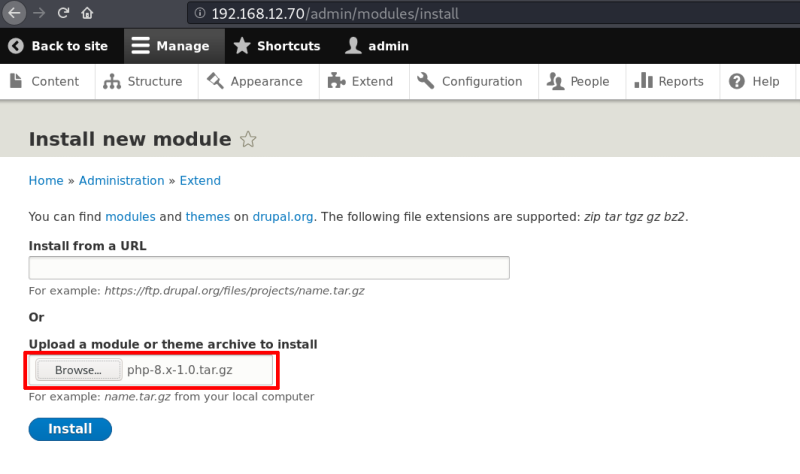 192.168.12.70/admin/modules/install
Back to site Manage Shortcuts admin
Content Structure Appearance Extend Configuration People Reports Help
Install new module
Home » Administration » Extend
You can find modules and themes on drupal.org. The following file extensions are supported: zip tar tgz gz bz2.
Install from a URL
For example: https://ftp.drupal.org/files/projects/name.tar.gz
Or
Upload a module or theme archive to install
Browse... php-8.x-1.0.tar.gz
For example: name.tar.gz from your local computer
Install